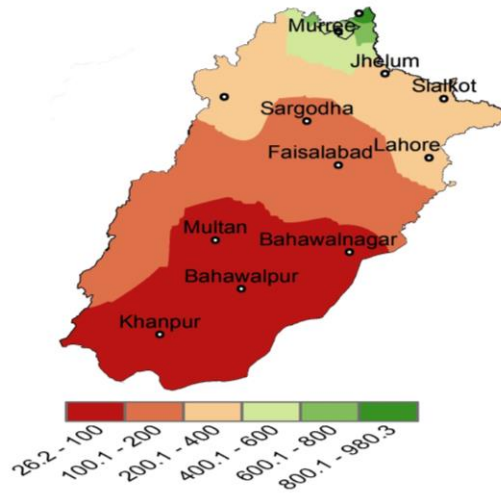 Murree
Jhelum
Sialkot
Sargodha
Lahore
Faisalabad
Multan
Bahawalnagar
Bahawalpur
Khanpur
26.2 - 100
100.1 - 200
200.1 - 400
400.1 - 600
600.1 - 800
800.1 - 980.3